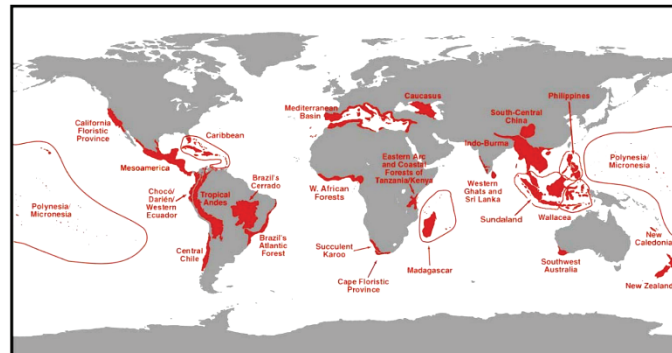 California
Floristic
Province
Caribbean
Mesoamerica
Polynesia/
Micronesia
Chocó/
Darién/
Western
Ecuador
Tropical
Andes
Brazil's
Cerrado
Central
Chile
Brazil's
Atlantic
Forest
Mediterranean
Basin
Caucasus
W. African
Forests
Eastern Arc
and Coastal
Forests of
Tanzania/Kenya
Succulent
Karoo
Cape Floristic
Province
Madagascar
Philippines
South-Central
China
Indo-Burma
Western
Ghats and
Sri Lanka
Sundaland
Wallacea
Polynesia/
Micronesia
New
Caledonia
Southwest
Australia
New Zealand